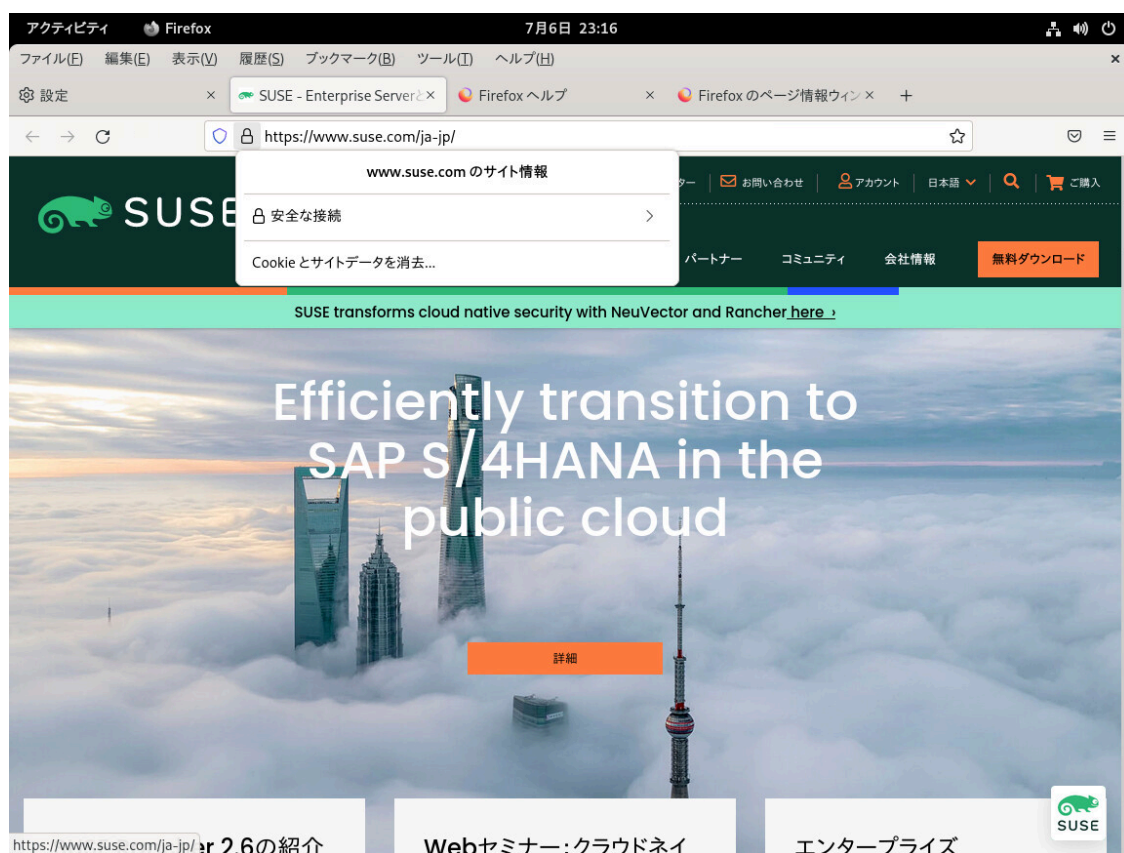 アクティビティ Firefox 7月6日 23:16
ファイル(F) 編集(E) 表示(V) 履歴(S) ブックマーク(B) ツール(T) ヘルプ(H)
設定 SUSE - Enterprise Server Firefox ヘルプ Firefox のページ情報ウィン
https://www.suse.com/ja-jp/
www.suse.com のサイト情報
安全な接続
Cookie とサイトデータを消去...
SUSE
ター お問い合わせ アカウント 日本語 ご購入
パートナー コミュニティ 会社情報 無料ダウンロード
SUSE transforms cloud native security with NeuVector and Rancher here ›
Efficiently transition to
SAP S/4HANA in the
public cloud
詳細
SUSE
er 2.6の紹介 Webセミナー：クラウドネイ エンタープライズ
https://www.suse.com/ja-jp/